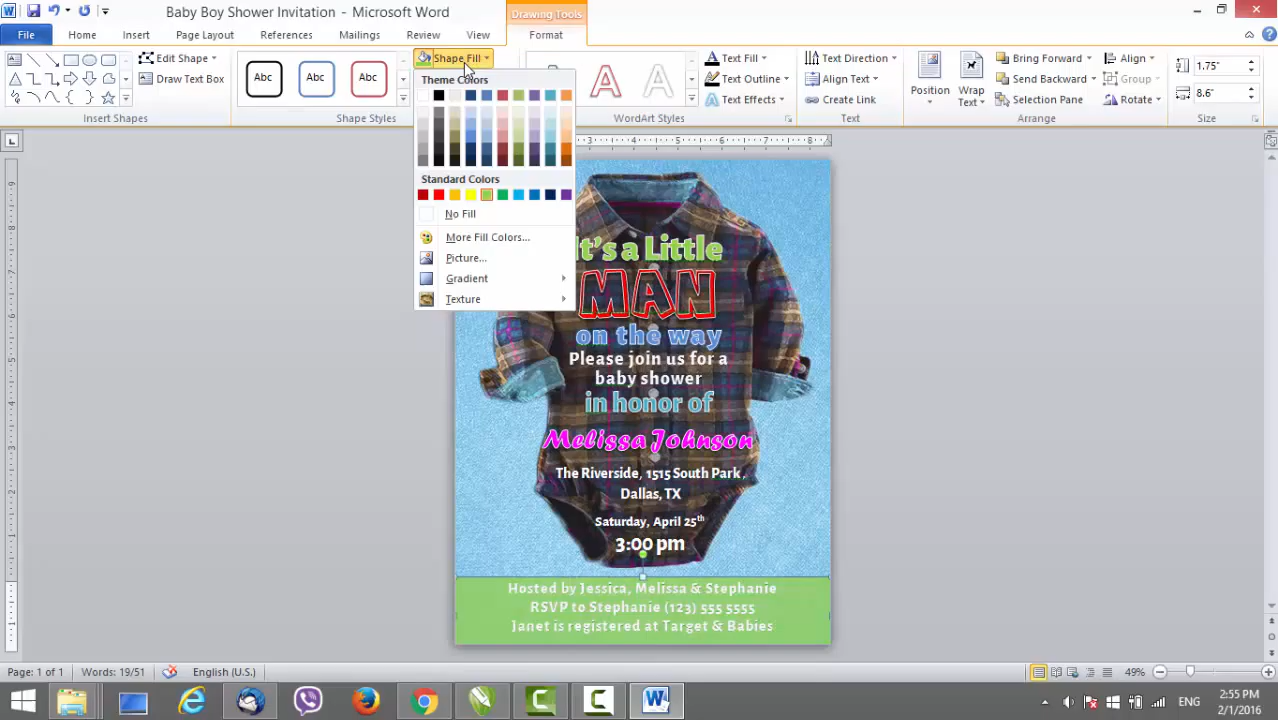 Baby Boy Shower Invitation - Microsoft Word
Drawing Tools
File
Home
Insert
Page Layout
References
Mailings
Review
View
Format
Edit Shape
Draw Text Box
Insert Shapes
Abc
Abc
Abc
Shape Styles
Shape Fill
Theme Colors
Standard Colors
No Fill
More Fill Colors...
Picture...
Gradient
Texture
A
A
A
WordArt Styles
Text Fill
Text Outline
Text Effects
Text Direction
Align Text
Create Link
Text
Position
Wrap
Text
Bring Forward
Send Backward
Selection Pane
Align
Group
Rotate
Arrange
1.75"
8.6"
Size
It's a Little
MAN
on the way
Please join us for a
baby shower
in honor of
Melissa Johnson
The Riverside, 1515 South Park,
Dallas, TX
Saturday, April 25th
3:00 pm
Hosted by Jessica, Melissa & Stephanie
RSVP to Stephanie (123) 555 5555
Janet is registered at Target & Babies
Page: 1 of 1
Words: 19/51
English (U.S.)
49%
ENG
2:55 PM
2/1/2016